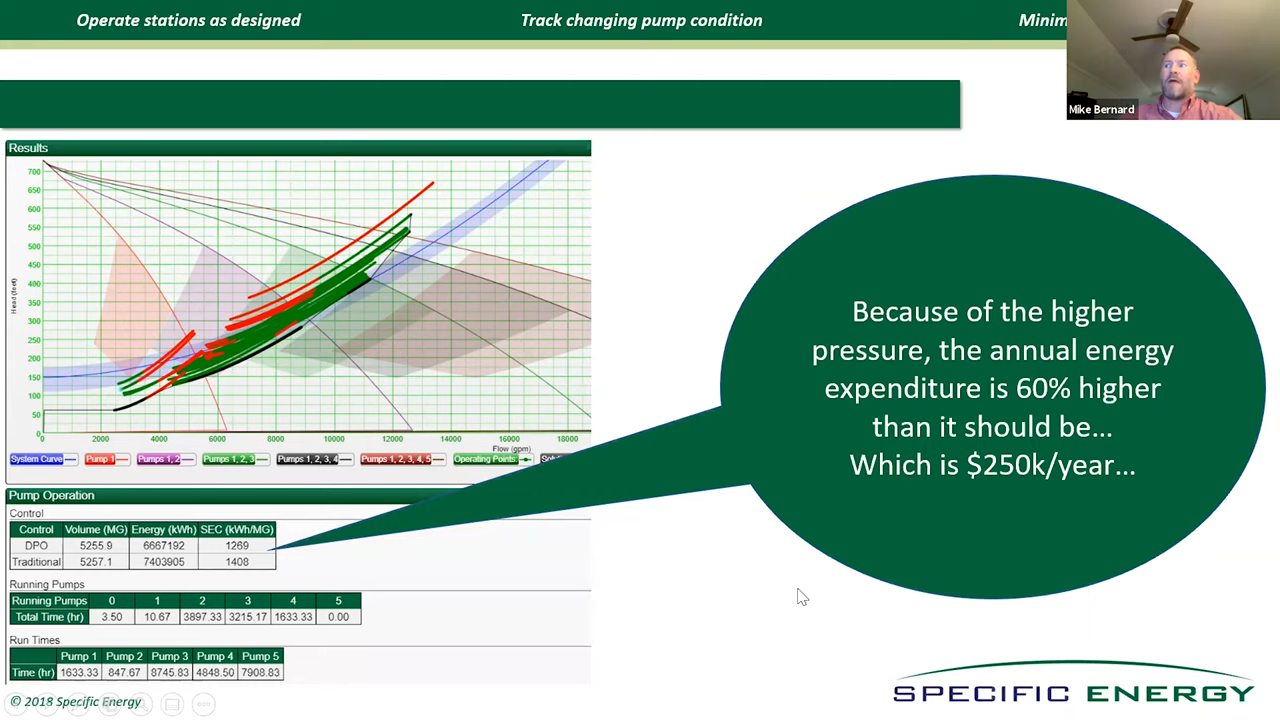 Operate stations as designed
Track changing pump condition
Mike Bernard
Results
700
650
600
550
500
450
400
350
300
250
200
150
100
50
0
Head (feet)
0 2000 4000 6000 8000 10000 12000 14000 16000 18000
Flow (gpm)
System Curve Pump 1 Pumps 1, 2 Pumps 1, 2, 3 Pumps 1, 2, 3, 4 Pumps 1, 2, 3, 4, 5 Operating Points
Because of the higher
pressure, the annual energy
expenditure is 60% higher
than it should be...
Which is $250k/year...
Pump Operation
Control
Control Volume (MG) Energy (kWh) SEC (kWh/MG)
DPO 5255.9 6667192 1269
Traditional 5257.1 7403905 1408
Running Pumps
Running Pumps 0 1 2 3 4 5
Total Time (hr) 3.50 10.67 3897.33 3215.17 1633.33 0.00
Run Times
Pump 1 Pump 2 Pump 3 Pump 4 Pump 5
Time (hr) 1633.33 847.67 8745.83 4848.50 7908.83
© 2018 Specific Energy
SPECIFIC ENERGY